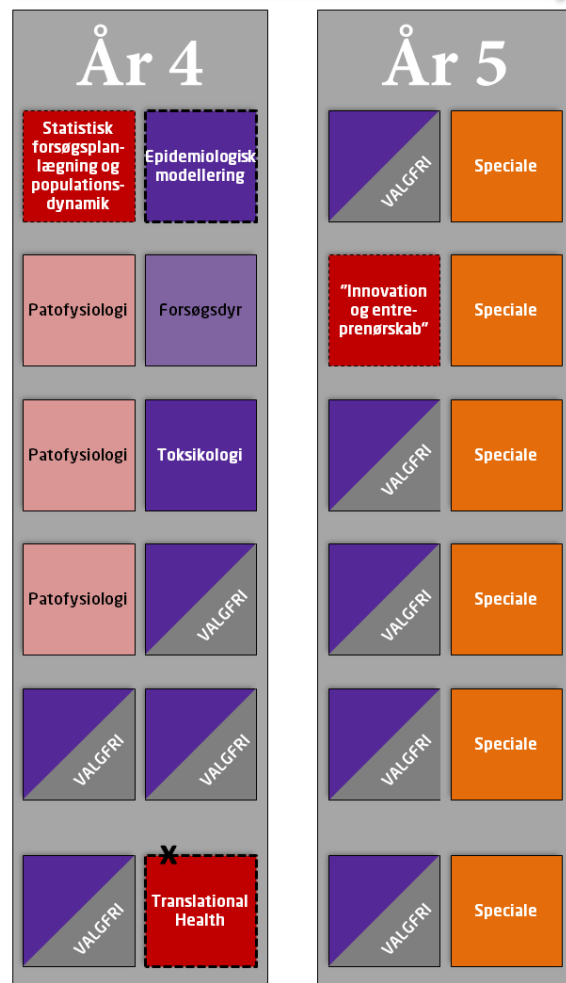 År 4
Statistisk
forsøgsplan-
lægning og
populations-
dynamik
Epidemiologisk
modellering
Patofysiologi
Forsøgsdyr
Patofysiologi
Toksikologi
Patofysiologi
VALGFRI
VALGFRI
VALGFRI
VALGFRI
X
Translational
Health
År 5
VALGFRI
Speciale
"Innovation
og entre-
prenørskab"
Speciale
VALGFRI
Speciale
VALGFRI
Speciale
VALGFRI
Speciale
VALGFRI
Speciale